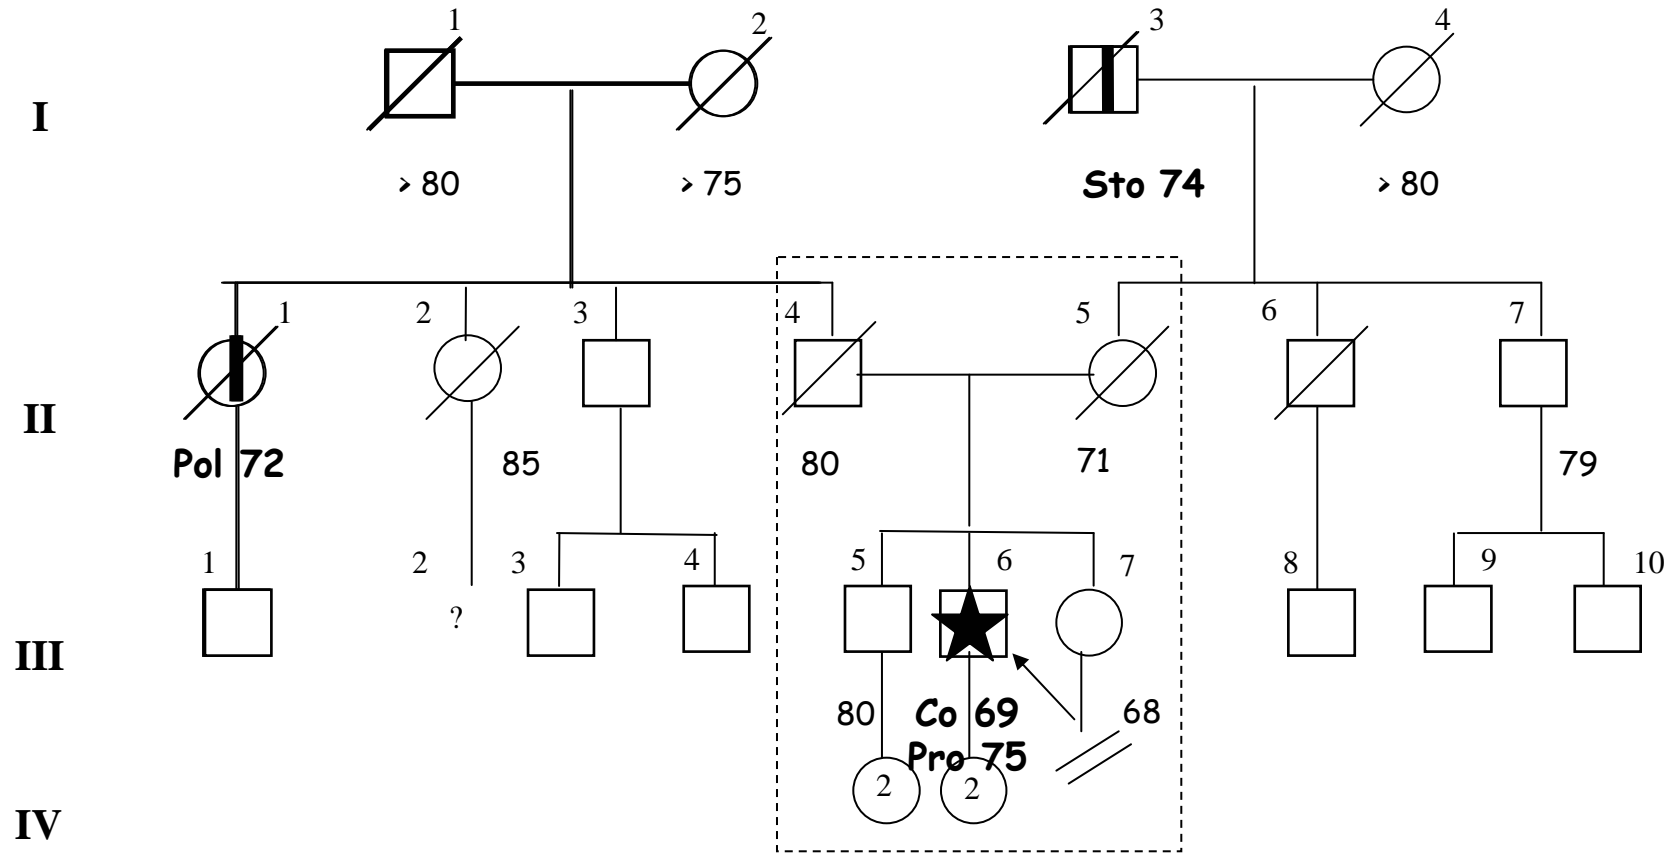 1 2 3 4
I
> 80 > 75 Sto 74 > 80
1 2 3 4 5 6 7
II
Pol 72 85 80 71 79
1 2 3 4 5 6 7 8 9 10
?
III
80 Co 69 68
Pro 75
2 2
IV